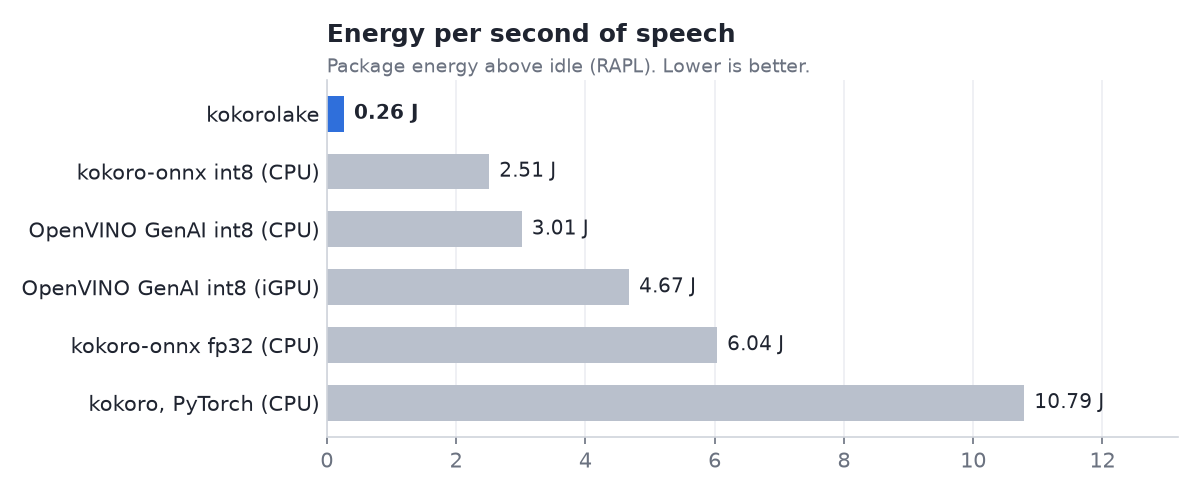 Energy per second of speech
Package energy above idle (RAPL). Lower is better.
kokorolake 0.26 J
kokoro-onnx int8 (CPU) 2.51 J
OpenVINO GenAI int8 (CPU) 3.01 J
OpenVINO GenAI int8 (iGPU) 4.67 J
kokoro-onnx fp32 (CPU) 6.04 J
kokoro, PyTorch (CPU) 10.79 J
0 2 4 6 8 10 12